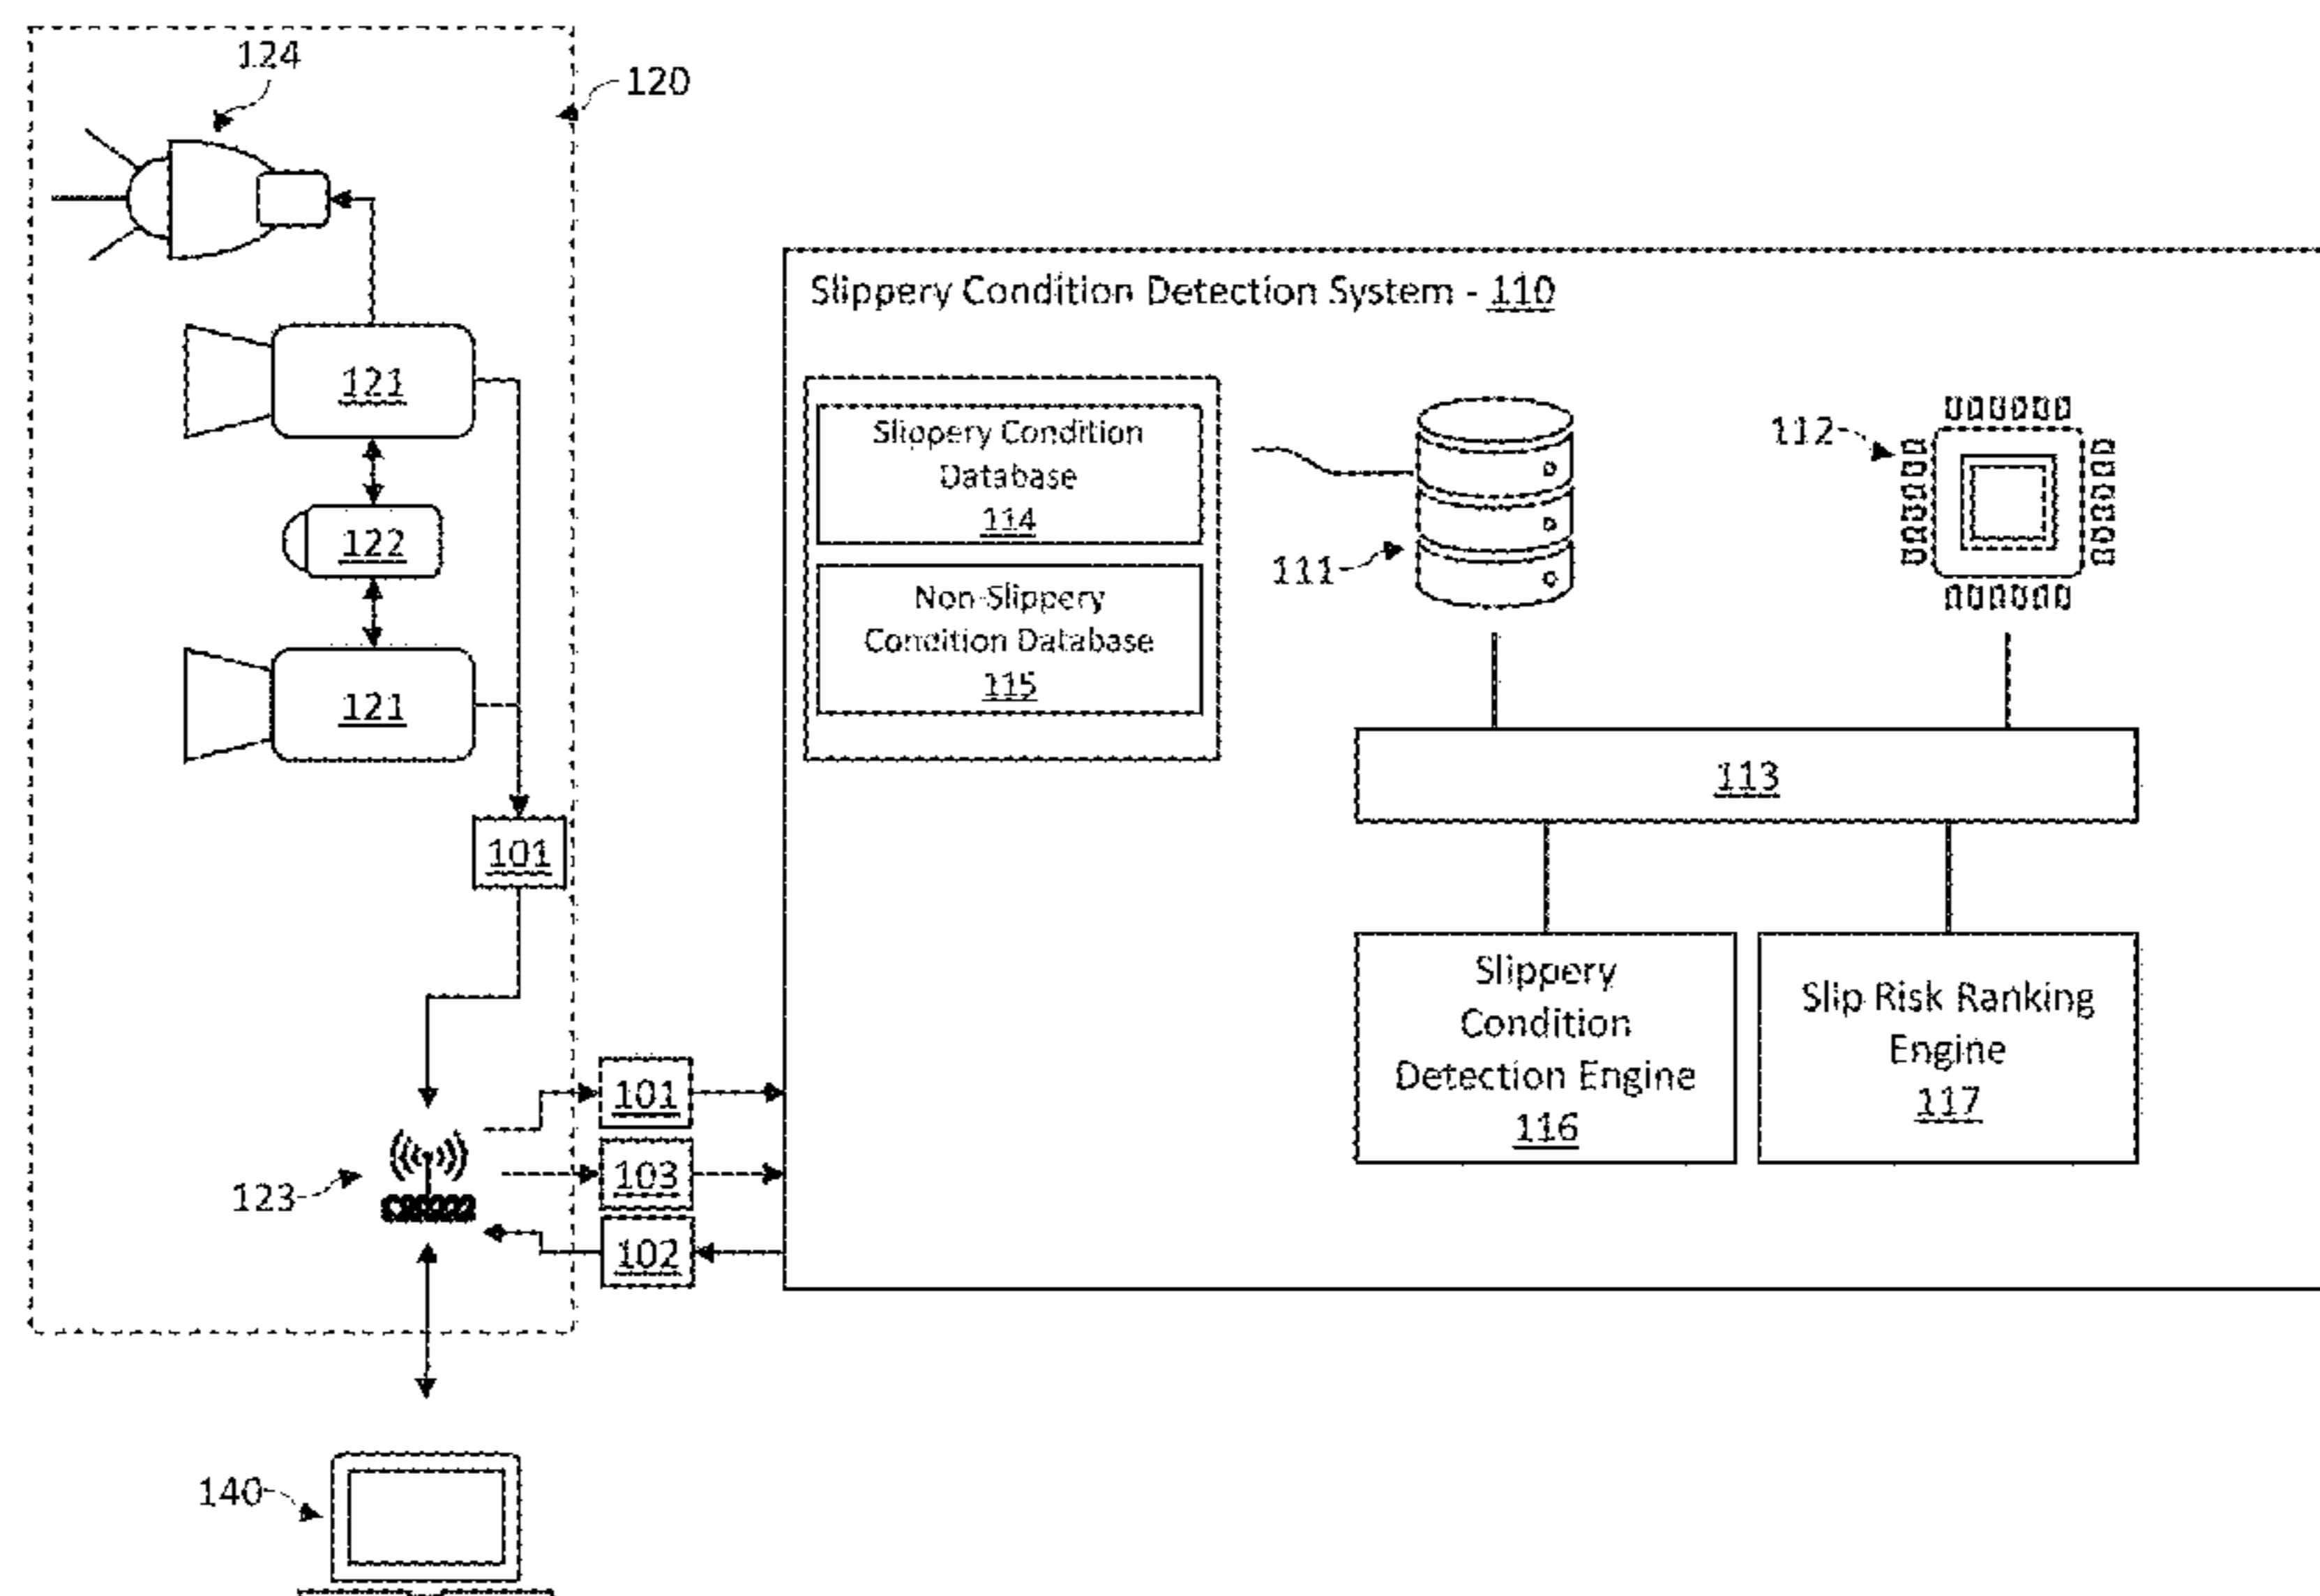 124
120
121
122
121
101
101
103
102
123
140
Slippery Condition Detection System - 110
Slippery Condition
Database
114
Non-Slippery
Condition Database
115
111
112
113
Slippery
Condition
Detection Engine
116
Slip Risk Ranking
Engine
117